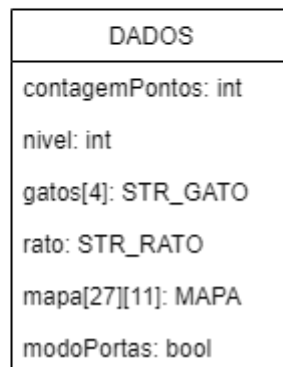 DADOS
contagemPontos: int
nivel: int
gatos[4]: STR_GATO
rato: STR_RATO
mapa[27][11]: MAPA
modoPortas: bool